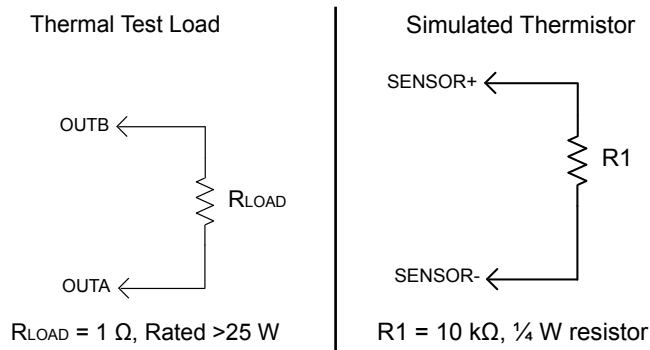 Thermal Test Load
OUTB
RLOAD
OUTA
RLOAD = 1 Ω, Rated >25 W
Simulated Thermistor
SENSOR+
R1
SENSOR-
R1 = 10 kΩ, ¼ W resistor